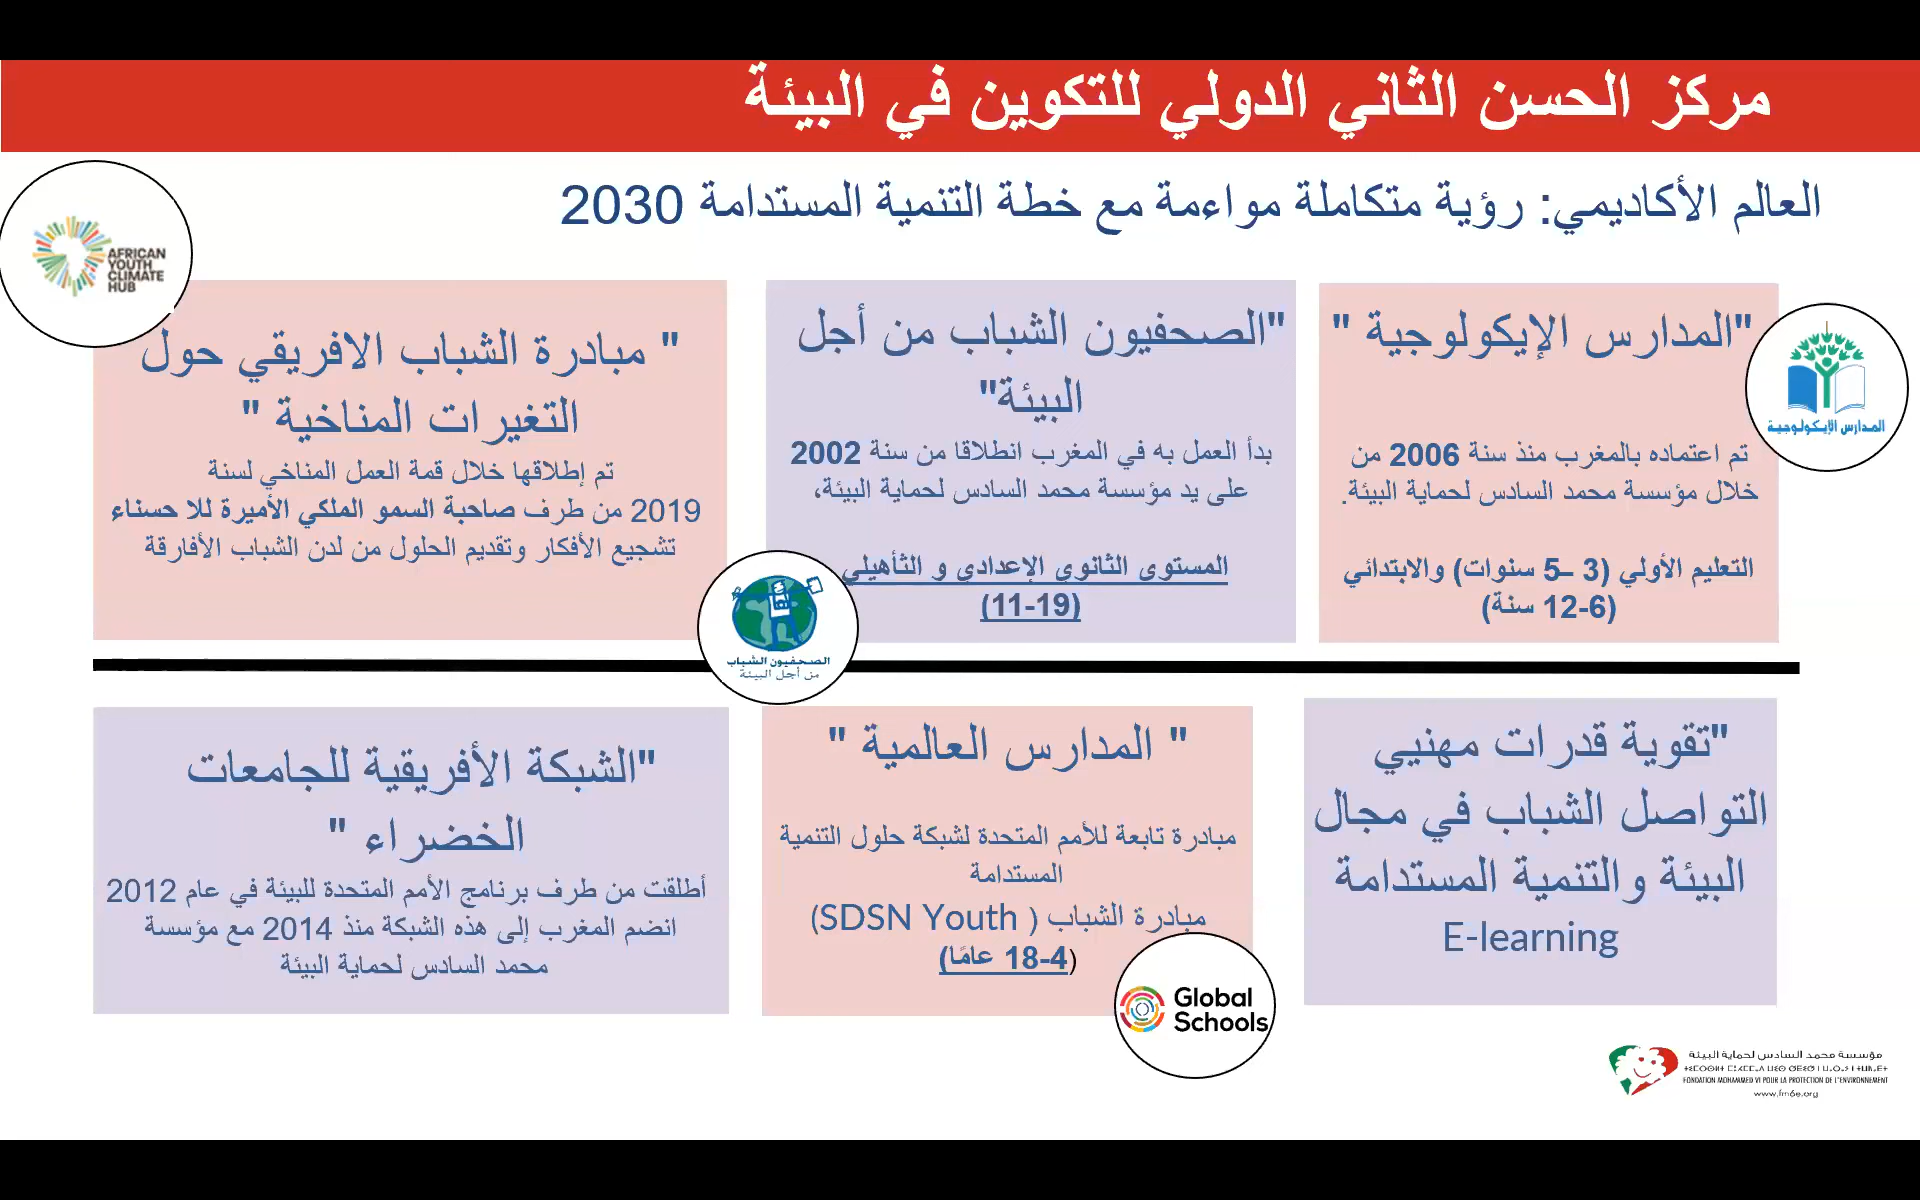 مركز الحسن الثاني الدولي للتكوين في البيئة
العالم الأكاديمي: رؤية متكاملة مواءمة مع خطة التنمية المستدامة 2030
"المدارس الإيكولوجية "
تم اعتماده بالمغرب منذ سنة 2006 من
خلال مؤسسة محمد السادس لحماية البيئة.
التعليم الأولي (3 –5 سنوات) والابتدائي
(6-12 سنة)
المدارس الإيكولوجية
"الصحفيون الشباب من أجل
البيئة"
بدأ العمل به في المغرب انطلاقا من سنة 2002
على يد مؤسسة محمد السادس لحماية البيئة،
المستوى الثانوي الإعدادي و الثأهيلي
(11-19)
الصحفيون الشباب
من أجل البيئة
AFRICAN
YOUTH
CLIMATE
HUB
" مبادرة الشباب الافريقي حول
التغيرات المناخية "
تم إطلاقها خلال قمة العمل المناخي لسنة
2019 من طرف صاحبة السمو الملكي الأميرة للا حسناء
تشجيع الأفكار وتقديم الحلول من لدن الشباب الأفارقة
"تقوية قدرات مهنيي
التواصل الشباب في مجال
البيئة والتنمية المستدامة
E-learning
" المدارس العالمية "
مبادرة تابعة للأمم المتحدة لشبكة حلول التنمية
المستدامة
مبادرة الشباب ( SDSN Youth)
(4-18 عامًا)
Global
Schools
"الشبكة الأفريقية للجامعات
الخضراء "
أطلقت من طرف برنامج الأمم المتحدة للبيئة في عام 2012
انضم المغرب إلى هذه الشبكة منذ 2014 مع مؤسسة
محمد السادس لحماية البيئة
مؤسسة محمد السادس لحماية البيئة
FONDATION MOHAMMED VI POUR LA PROTECTION DE L'ENVIRONNEMENT
www.fm6e.org